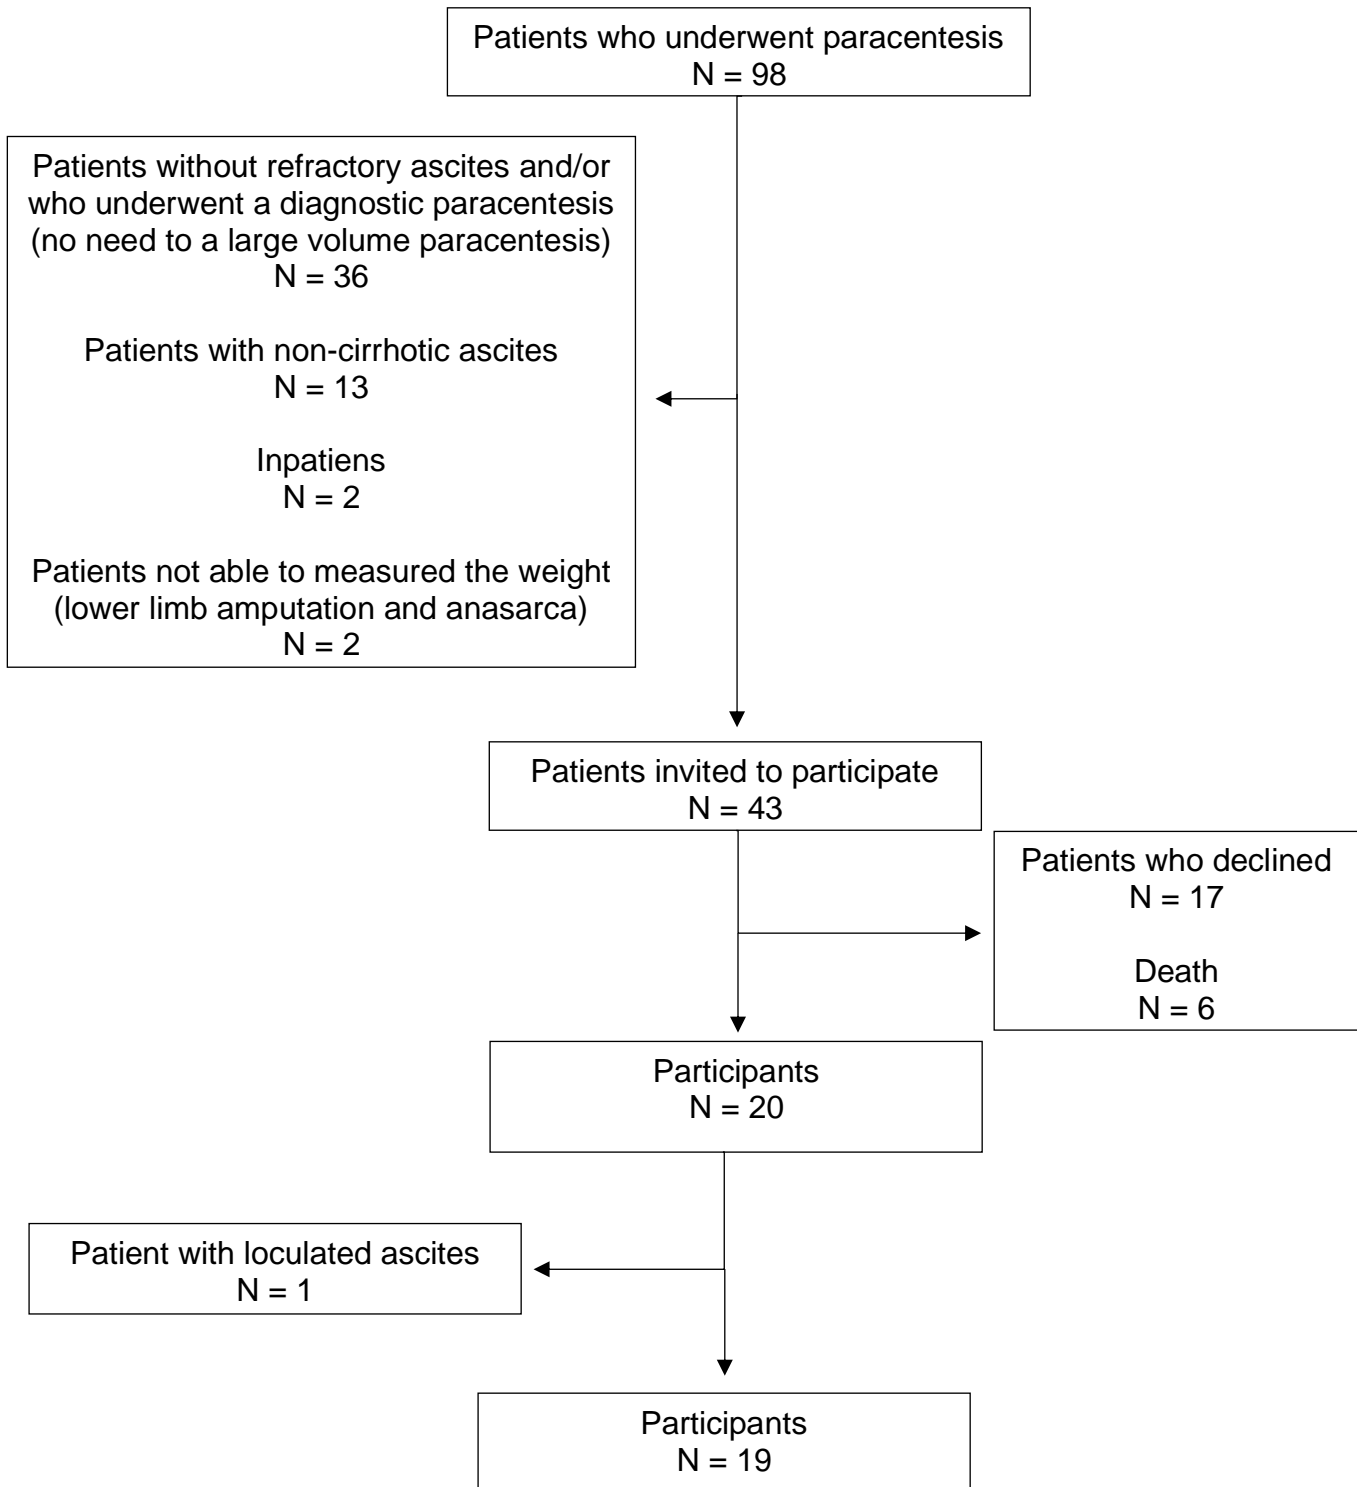 Patients who underwent paracentesis
N = 98
Patients without refractory ascites and/or
who underwent a diagnostic paracentesis
(no need to a large volume paracentesis)
N = 36
Patients with non-cirrhotic ascites
N = 13
Inpatiens
N = 2
Patients not able to measured the weight
(lower limb amputation and anasarca)
N = 2
Patients invited to participate
N = 43
Patients who declined
N = 17
Death
N = 6
Participants
N = 20
Patient with loculated ascites
N = 1
Participants
N = 19